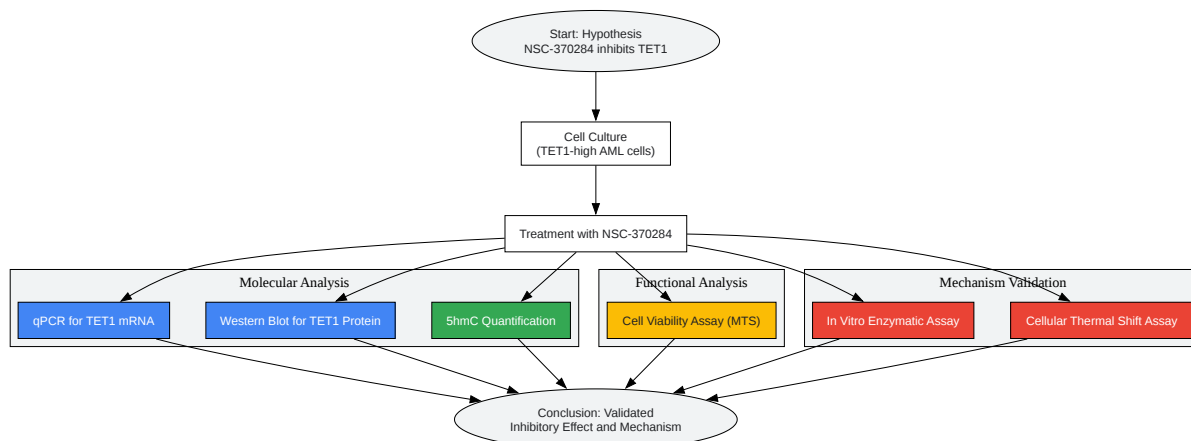 Start: Hypothesis
NSC-370284 inhibits TET1
Cell Culture
(TET1-high AML cells)
Treatment with NSC-370284
Molecular Analysis
Functional Analysis
Mechanism Validation
qPCR for TET1 mRNA
Western Blot for TET1 Protein
5hmC Quantification
Cell Viability Assay (MTS)
In Vitro Enzymatic Assay
Cellular Thermal Shift Assay
Conclusion: Validated
Inhibitory Effect and Mechanism